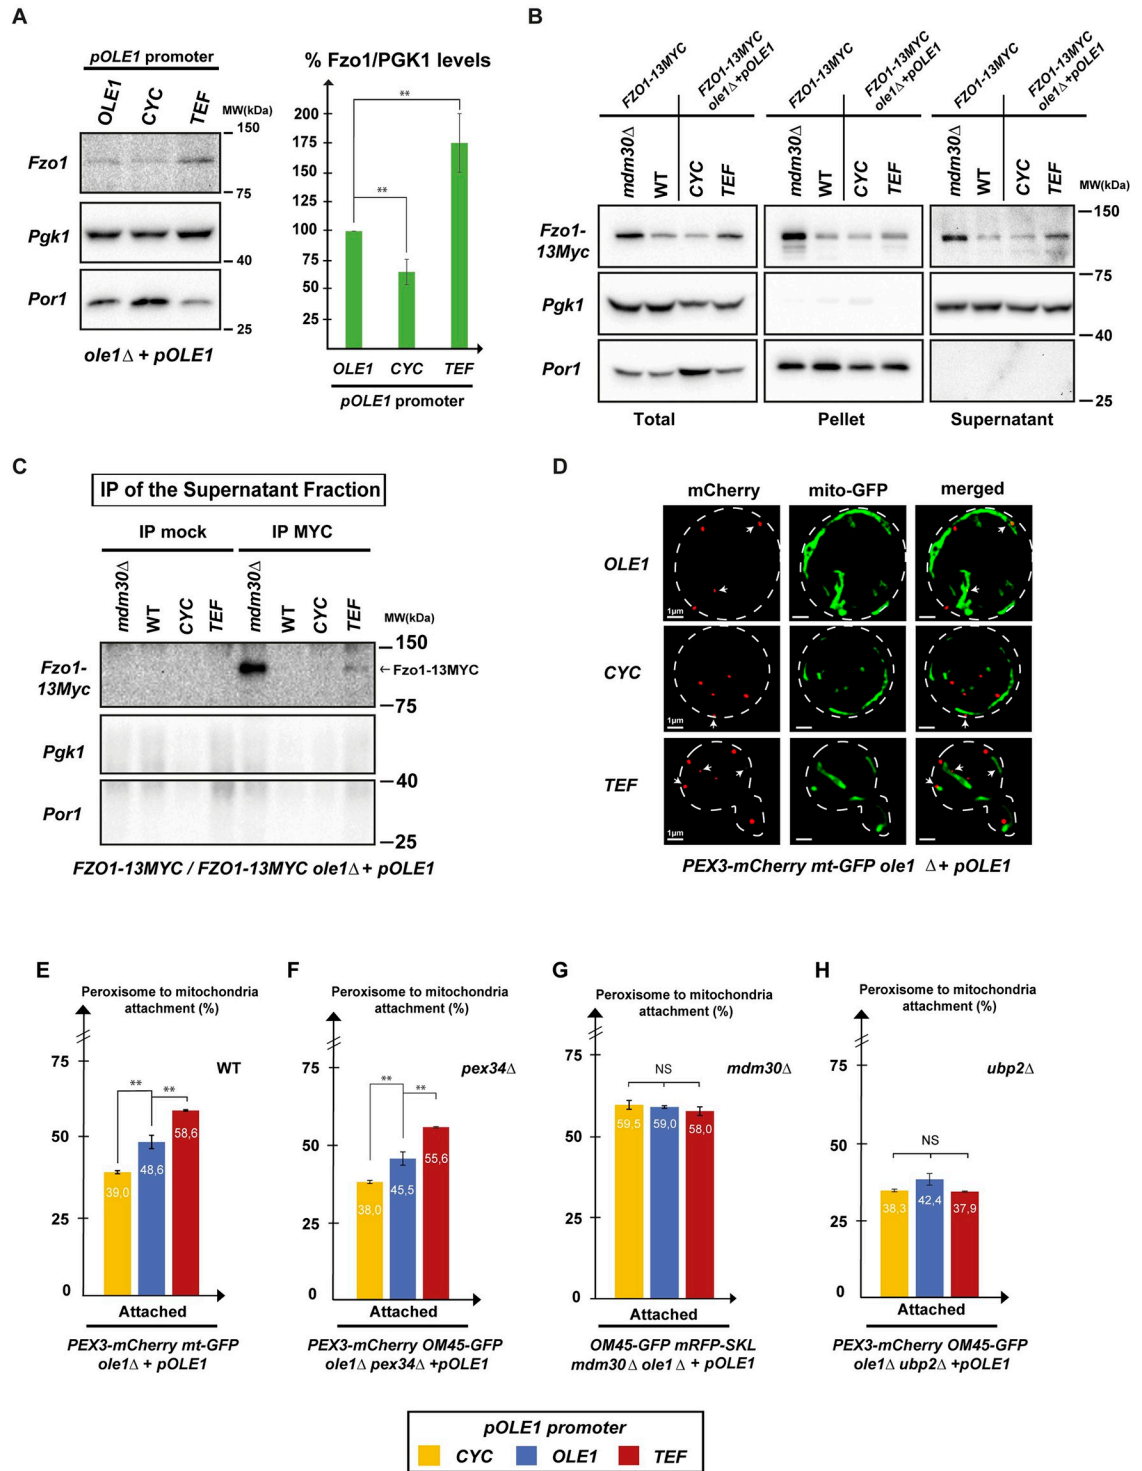 A
pOLE1 promoter
OLE1
CYC
TEF
MW(kDa)
150
Fzo1
75
Pgk1
40
Por1
25
ole1Δ + pOLE1
% Fzo1/PGK1 levels
**
**
200
175
150
125
100
75
50
25
OLE1 CYC TEF
pOLE1 promoter
B
FZO1-13MYC
FZO1-13MYC
ole1Δ+pOLE1
FZO1-13MYC
FZO1-13MYC
ole1Δ+pOLE1
FZO1-13MYC
FZO1-13MYC
ole1Δ+pOLE1
mdm30Δ
WT
CYC
TEF
mdm30Δ
WT
CYC
TEF
mdm30Δ
WT
CYC
TEF
MW(kDa)
150
Fzo1-
13Myc
75
Pgk1
40
Por1
25
Total Pellet Supernatant
C
IP of the Supernatant Fraction
IP mock IP MYC
mdm30Δ
WT
CYC
TEF
mdm30Δ
WT
CYC
TEF
MW(kDa)
150
Fzo1-
13Myc
←Fzo1-13MYC
75
Pgk1
40
Por1
25
FZO1-13MYC / FZO1-13MYC ole1Δ+ pOLE1
D
mCherry mito-GFP merged
OLE1
1µm
CYC
1µm
TEF
1µm
PEX3-mCherry mt-GFP ole1 Δ+ pOLE1
E
Peroxisome to mitochondria
attachment (%)
WT
75
50
25
0
** **
39,0 48,6 58,6
Attached
PEX3-mCherry mt-GFP
ole1Δ + pOLE1
F
Peroxisome to mitochondria
attachment (%)
pex34Δ
75
50
25
0
** **
38,0 45,5 55,6
Attached
PEX3-mCherry OM45-GFP
ole1Δ pex34Δ +pOLE1
G
Peroxisome to mitochondria
attachment (%)
mdm30Δ
75
50
25
0
NS
59,5 59,0 58,0
Attached
OM45-GFP mRFP-SKL
mdm30Δ ole1Δ + pOLE1
H
Peroxisome to mitochondria
attachment (%)
ubp2Δ
75
50
25
0
NS
38,3 42,4 37,9
Attached
PEX3-mCherry OM45-GFP
ole1Δ ubp2Δ +pOLE1
pOLE1 promoter
CYC OLE1 TEF